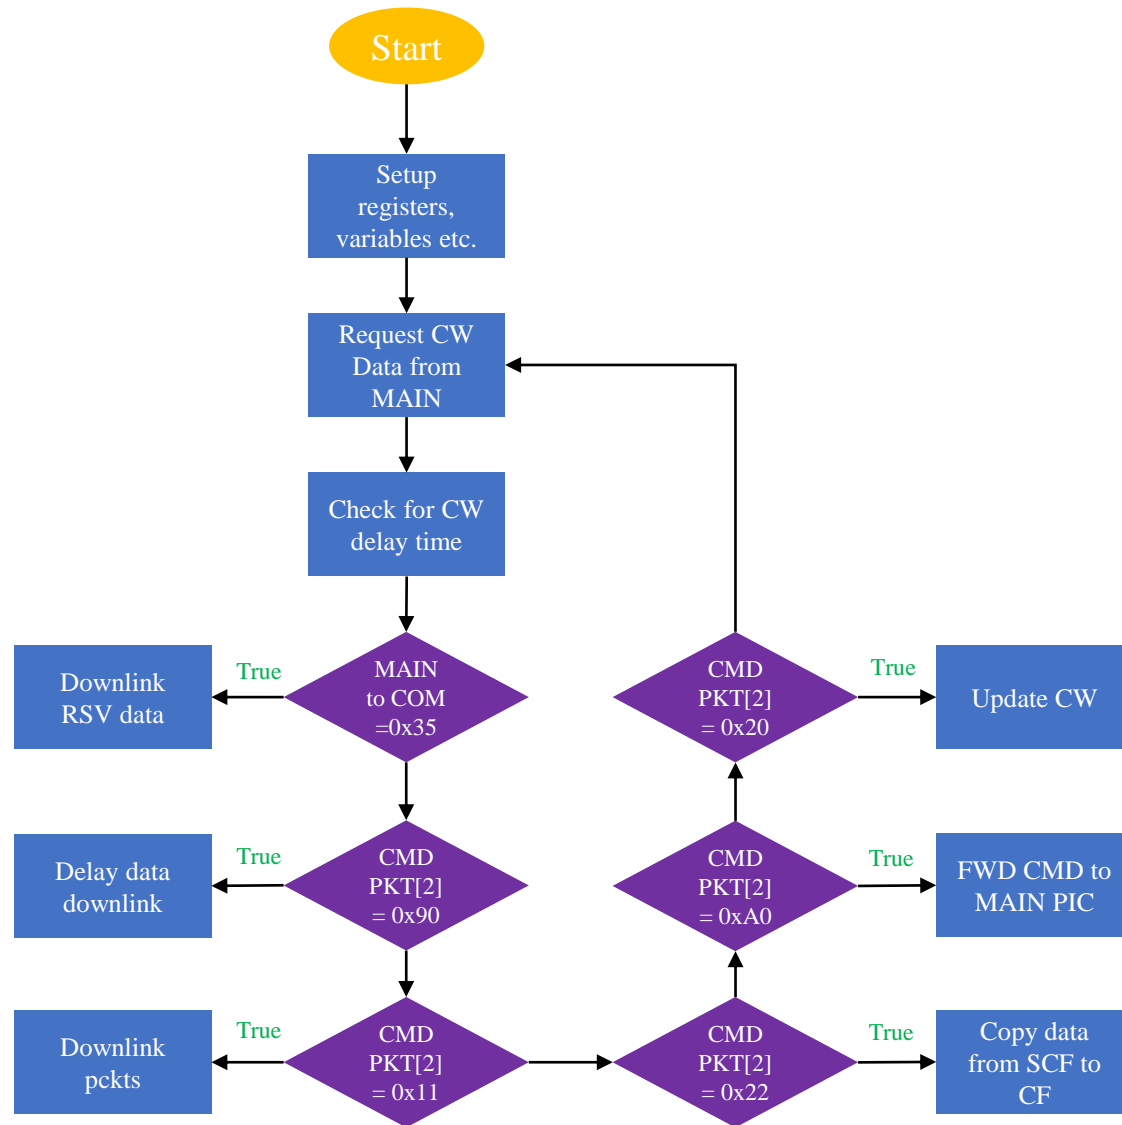 Start
Setup
registers,
variables etc.
Request CW
Data from
MAIN
Check for CW
delay time
MAIN
to COM
=0x35
True
Downlink
RSV data
CMD
PKT[2]
= 0x90
True
Delay data
downlink
CMD
PKT[2]
= 0x11
True
Downlink
pckts
CMD
PKT[2]
= 0x22
True
Copy data
from SCF to
CF
CMD
PKT[2]
= 0xA0
True
FWD CMD to
MAIN PIC
CMD
PKT[2]
= 0x20
True
Update CW